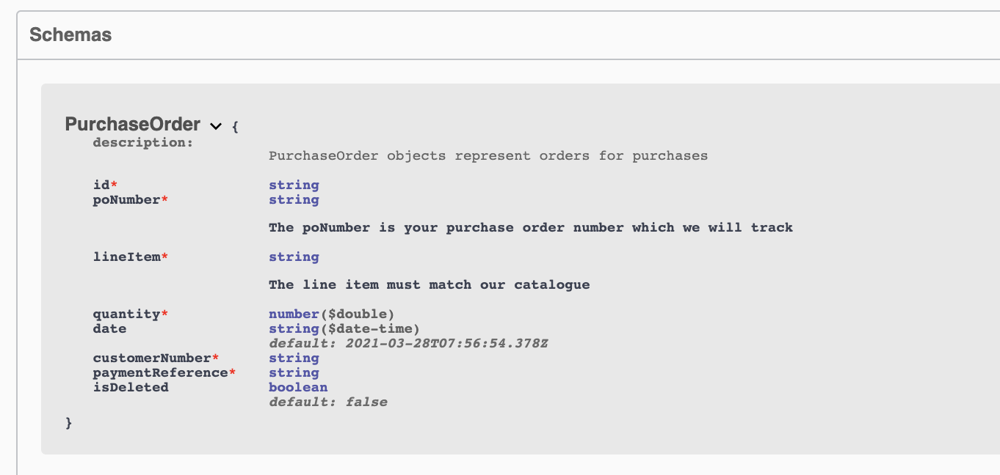 Schemas
PurchaseOrder {
description:
PurchaseOrder objects represent orders for purchases
id* string
poNumber* string
The poNumber is your purchase order number which we will track
lineItem* string
The line item must match our catalogue
quantity* number($double)
date string($date-time)
default: 2021-03-28T07:56:54.378Z
customerNumber* string
paymentReference* string
isDeleted boolean
default: false
}